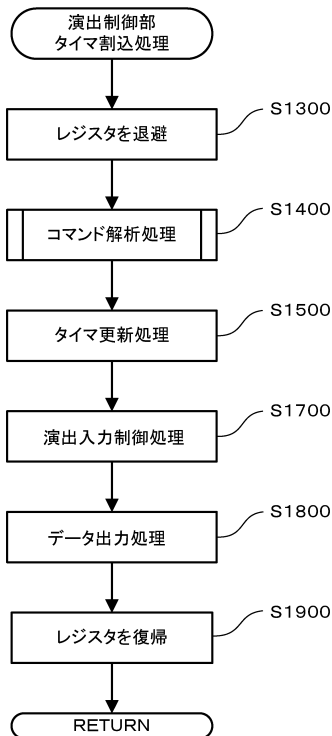 演出制御部
タイマ割込処理
レジスタを退避
S1300
コマンド解析処理
S1400
タイマ更新処理
S1500
演出入力制御処理
S1700
データ出力処理
S1800
レジスタを復帰
S1900
RETURN